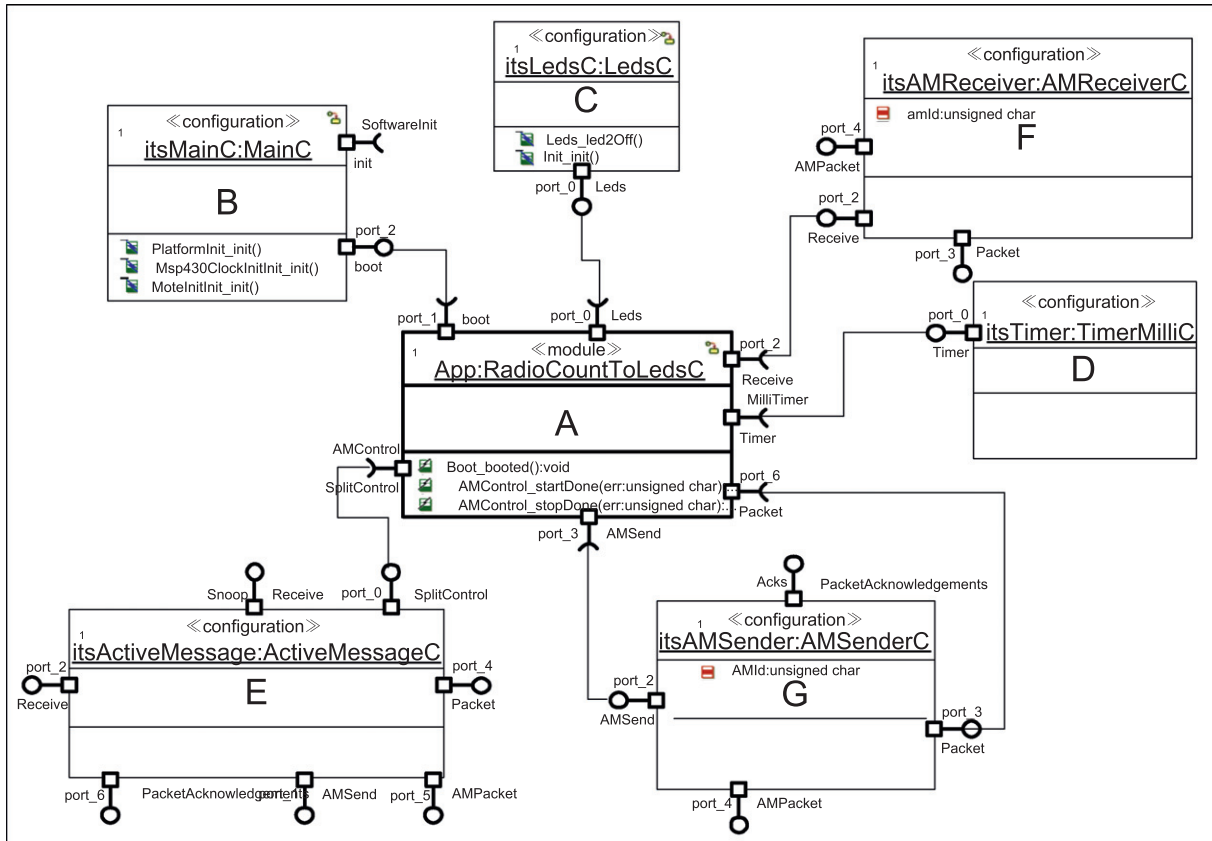 ≪configuration≫
1
itsLedsC:LedsC
C
Leds_led2Off()
Init_init()
port_0
Leds
≪configuration≫
1
itsAMReceiver:AMReceiverC
amId:unsigned char
F
port_4
AMPacket
port_2
Receive
port_3
Packet
≪configuration≫
1
itsMainC:MainC
B
PlatformInit_init()
Msp430ClockInitInit_init()
MoteInitInit_init()
SoftwareInit
init
port_2
boot
≪configuration≫
1
itsTimer:TimerMilliC
D
port_0
Timer
port_1
boot
port_0
Leds
≪module≫
1
App:RadioCountToLedsC
A
Boot_booted():void
AMControl_startDone(err:unsigned char):...
AMControl_stopDone(err:unsigned char):...
port_2
Receive
MilliTimer
Timer
port_6
Packet
AMControl
SplitControl
port_3
AMSend
Snoop
Receive
port_0
SplitControl
≪configuration≫
1
itsActiveMessage:ActiveMessageC
E
port_2
Receive
port_4
Packet
port_6
PacketAcknowledgements
port_1
AMSend
port_5
AMPacket
Acks
PacketAcknowledgements
≪configuration≫
1
itsAMSender:AMSenderC
AMId:unsigned char
G
port_2
AMSend
port_3
Packet
port_4
AMPacket